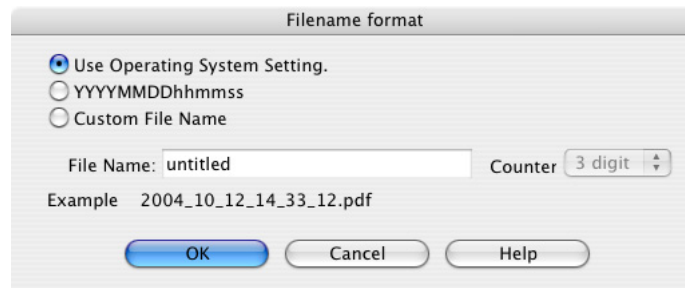 Filename format
Use Operating System Setting.
YYYYMMDDhhmmss
Custom File Name
File Name: untitled Counter 3 digit
Example 2004_10_12_14_33_12.pdf
OK Cancel Help